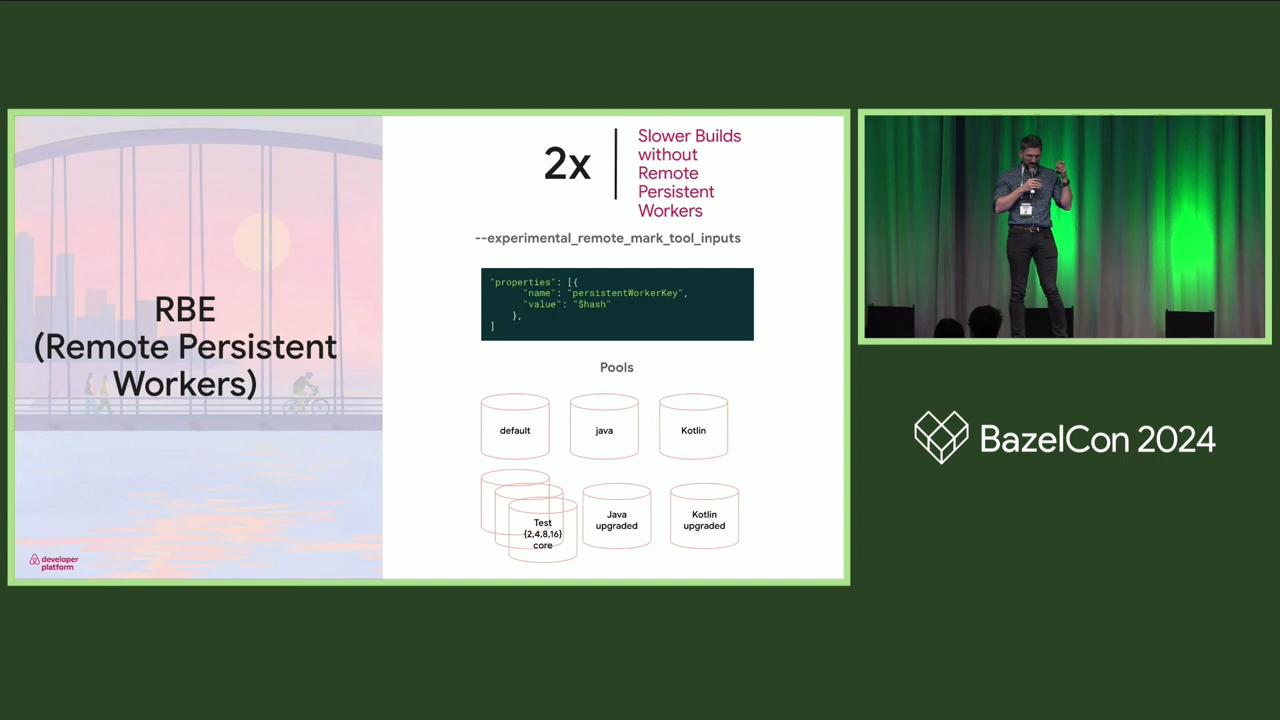 RBE
(Remote Persistent
Workers)
developer
platform
2x
Slower Builds
without
Remote
Persistent
Workers
--experimental_remote_mark_tool_inputs
"properties": [{
"name": "persistentWorkerKey",
"value": "$hash"
},
]
Pools
default
java
Kotlin
Test
{2,4,8,16}
core
Java
upgraded
Kotlin
upgraded
BazelCon 2024